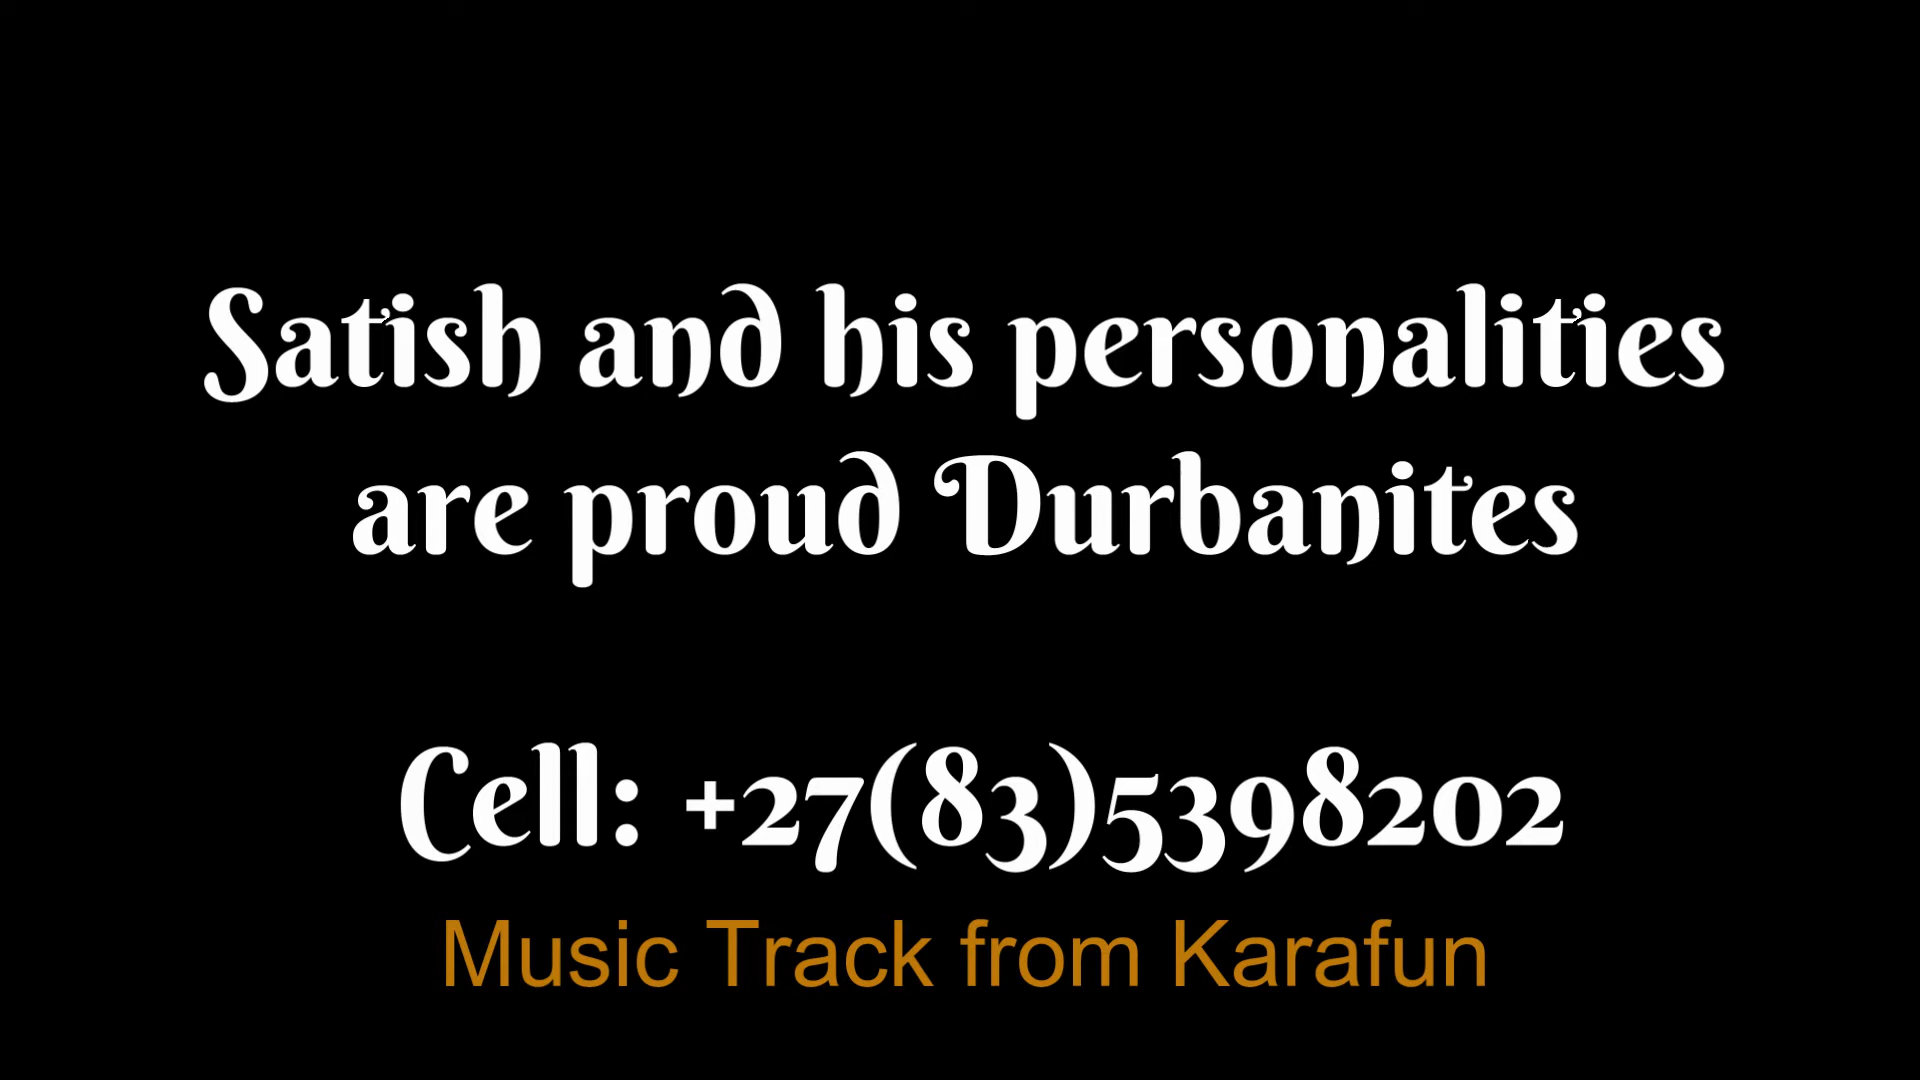 Satish and his personalities
are proud Durbanites
Cell: +27(83)5398202
Music Track from Karafun